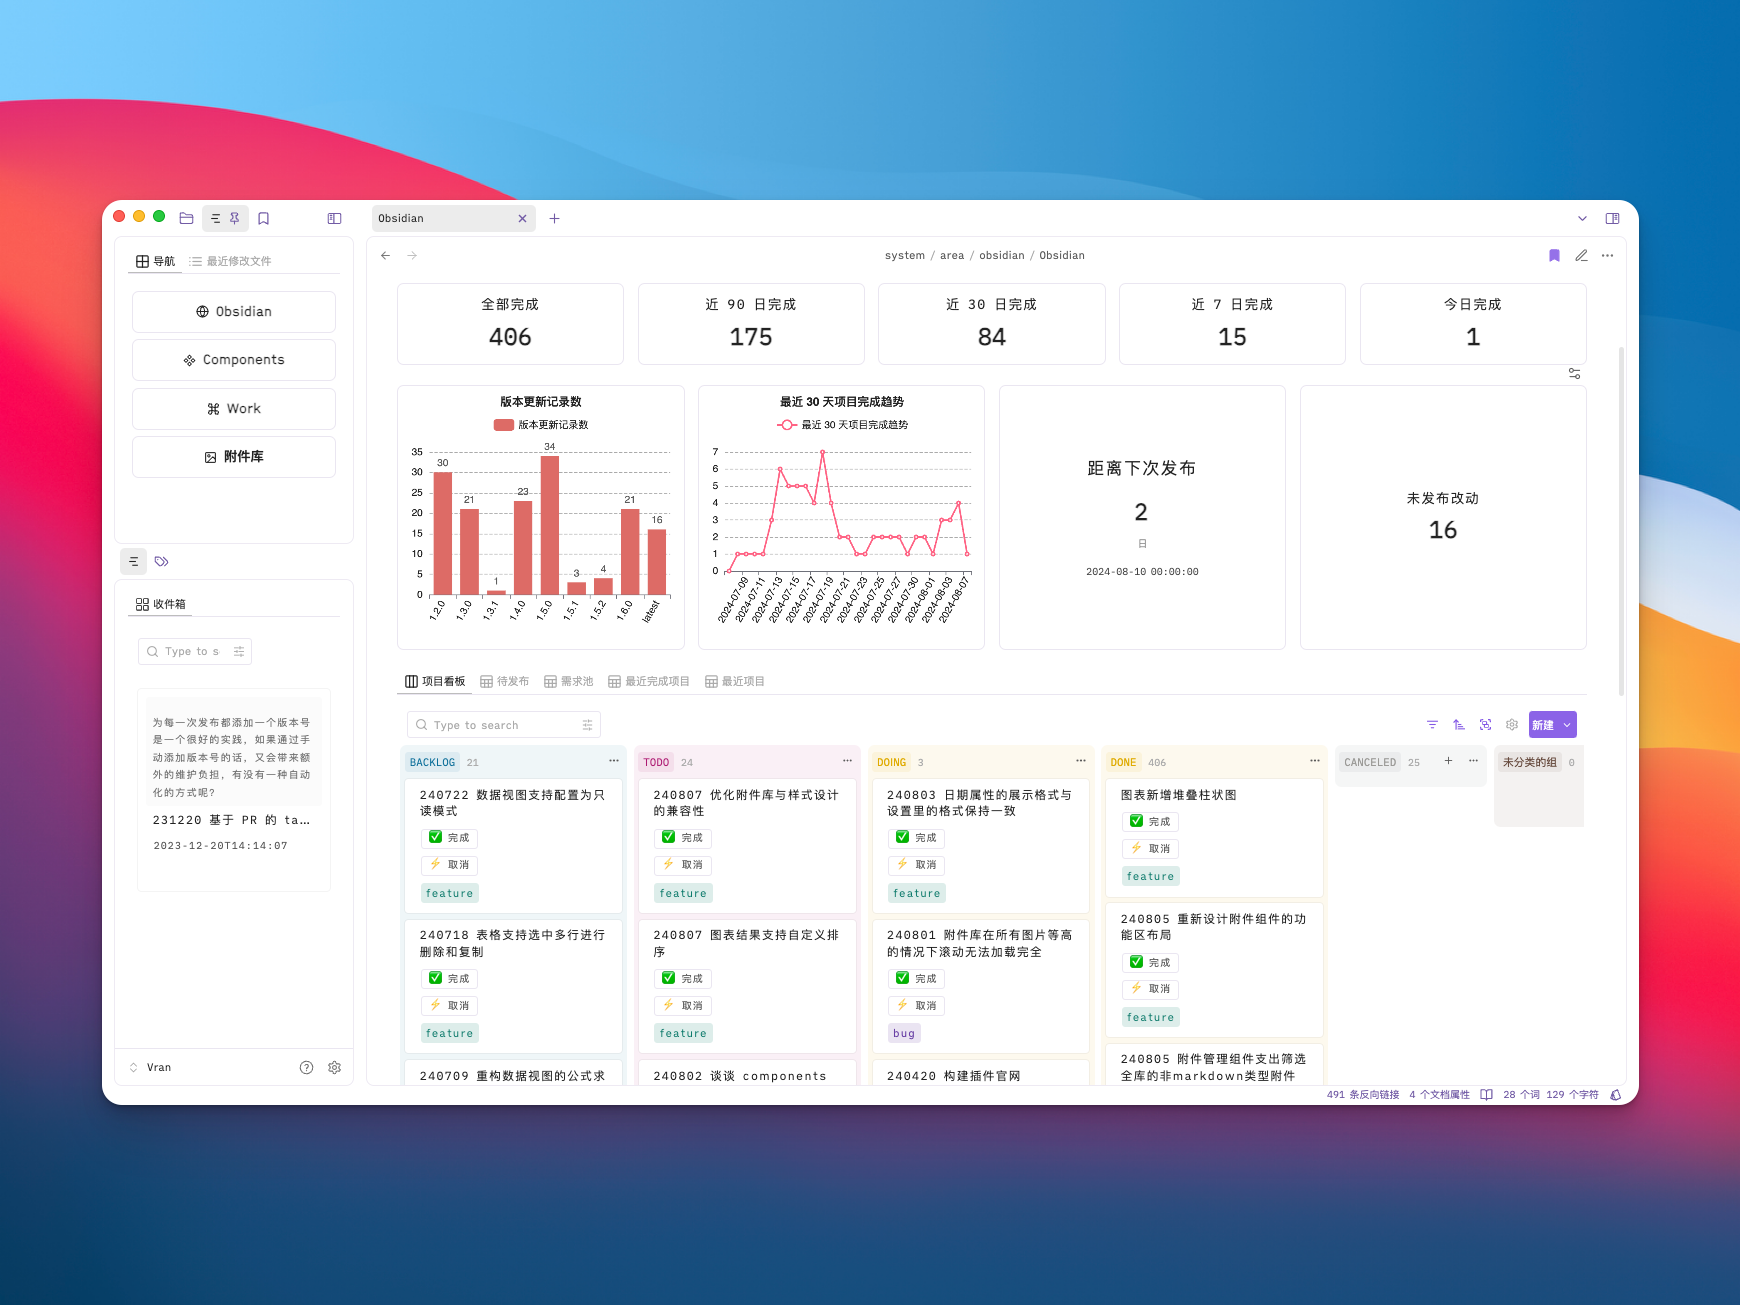 Obsidian
导航
最近修改文件
Obsidian
Components
Work
附件库
收件箱
Type to s
为每一次发布都添加一个版本号
是一个很好的实践，如果通过手
动添加版本号的话，又会带来额
外的维护负担，有没有一种自动
化的方式呢?
231220 基于 PR 的 ta…
2023-12-20T14:14:07
Vran
system / area / obsidian / Obsidian
全部完成
406
近 90 日完成
175
近 30 日完成
84
近 7 日完成
15
今日完成
1
版本更新记录数
版本更新记录数
35
30
25
20
15
10
5
0
30
21
1
23
34
3
4
21
16
1.2.0
1.3.0
1.3.1
1.4.0
1.5.0
1.5.1
1.5.2
1.6.0
latest
最近 30 天项目完成趋势
最近 30 天项目完成趋势
7
6
5
4
3
2
1
0
2024-07-09
2024-07-11
2024-07-13
2024-07-15
2024-07-17
2024-07-19
2024-07-21
2024-07-23
2024-07-25
2024-07-27
2024-07-30
2024-08-01
2024-08-03
2024-08-07
距离下次发布
2
日
2024-08-10 00:00:00
未发布改动
16
项目看板
待发布
需求池
最近完成项目
最近项目
Type to search
新建
BACKLOG 21
240722 数据视图支持配置为只
读模式
✅ 完成
⚡ 取消
feature
240718 表格支持选中多行进行
删除和复制
✅ 完成
⚡ 取消
feature
240709 重构数据视图的公式求
TODO 24
240807 优化附件库与样式设计
的兼容性
✅ 完成
⚡ 取消
feature
240807 图表结果支持自定义排
序
✅ 完成
⚡ 取消
feature
240802 谈谈 components
DOING 3
240803 日期属性的展示格式与
设置里的格式保持一致
✅ 完成
⚡ 取消
feature
240801 附件库在所有图片等高
的情况下滚动无法加载完全
✅ 完成
⚡ 取消
bug
240420 构建插件官网
DONE 406
图表新增堆叠柱状图
✅ 完成
⚡ 取消
feature
240805 重新设计附件组件的功
能区布局
✅ 完成
⚡ 取消
feature
240805 附件管理组件支出筛选
全库的非markdown类型附件
CANCELED 25
未分类的组 0
491 条反向链接 4 个文档属性 28 个词 129 个字符